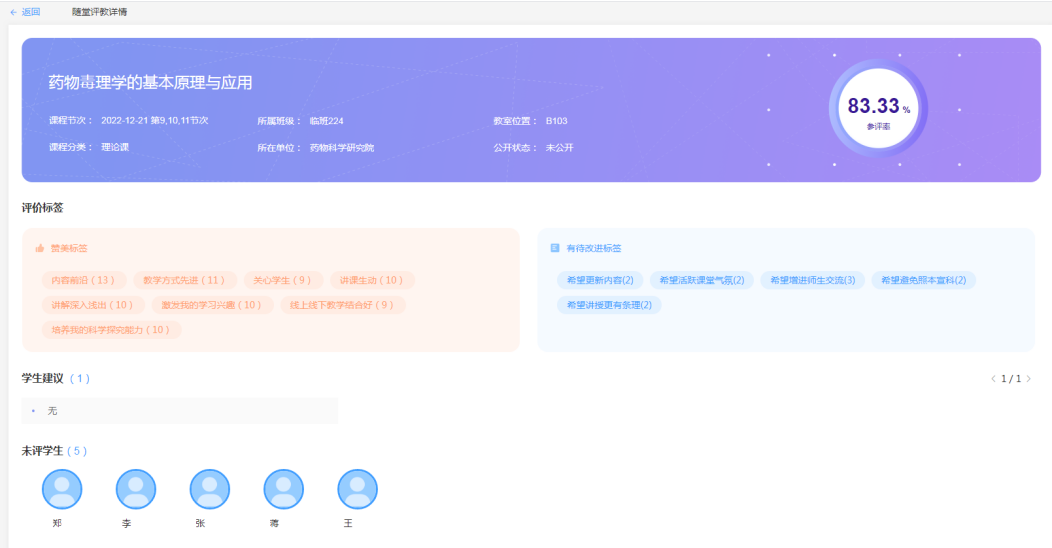 ← 返回 随堂评教详情
药物毒理学的基本原理与应用
课程节次： 2022-12-21 第9,10,11节次 所属班级： 临班224 教室位置： B103
课程分类： 理论课 所在单位： 药物科学研究院 公开状态： 未公开
83.33 %
参评率
评价标签
赞美标签
内容前沿（13） 教学方式先进（11） 关心学生（9） 讲课生动（10）
讲解深入浅出（10） 激发我的学习兴趣（10） 线上线下教学结合好（9）
培养我的科学探究能力（10）
有待改进标签
希望更新内容(2) 希望活跃课堂气氛(2) 希望增进师生交流(3) 希望避免照本宣科(2)
希望讲授更有条理(2)
学生建议（1） < 1 / 1 >
• 无
未评学生（5）
郑 李 张 蒋 王